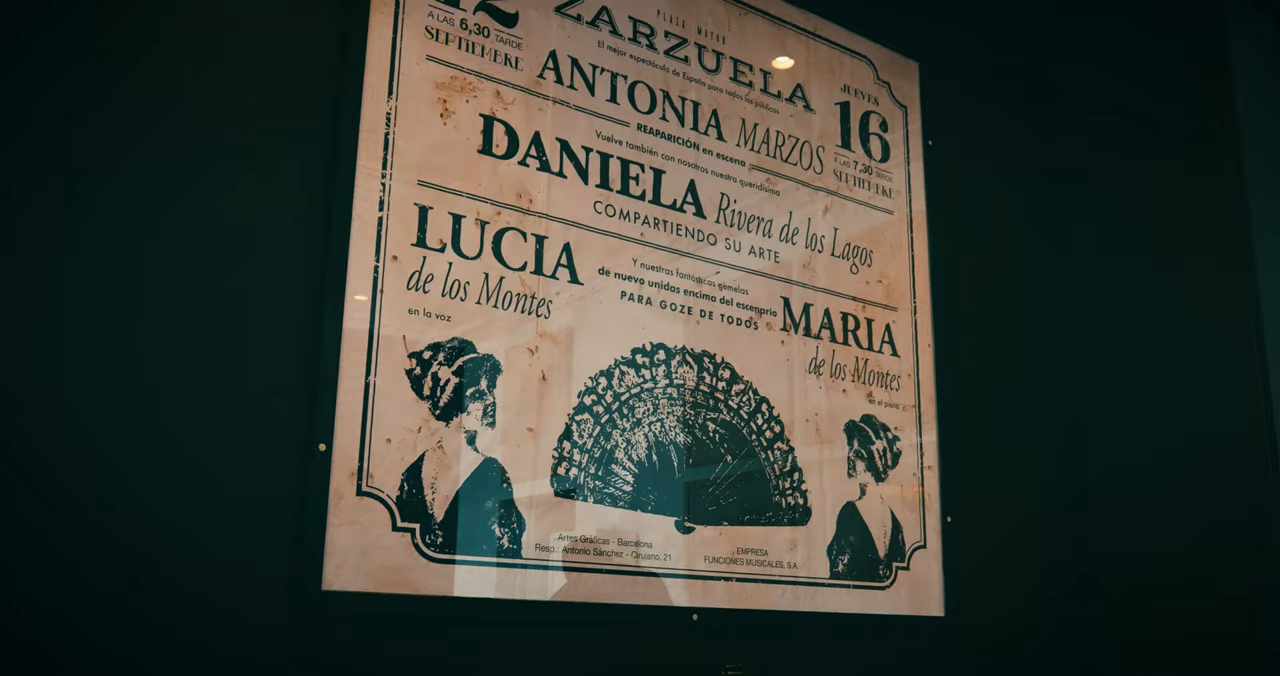 12
A LAS 6,30 TARDE
SEPTIEMBRE
PLAZA MAYOR
ZARZUELA
El mejor espectáculo de España para todos los públicos
ANTONIA MARZOS
JUEVES
16
A LAS 7,30 TARDE
SEPTIEMBRE
REAPARICIÓN en escena
Vuelve también con nosotros nuestra queridísima
DANIELA Rivera de los Lagos
COMPARTIENDO SU ARTE
LUCIA
de los Montes
en la voz
Y nuestras fantásticas gemelas
de nuevo unidas encima del escenario
PARA GOZE DE TODOS
MARIA
de los Montes
en el piano
Artes Gráficas - Barcelona
Resp.: Antonio Sánchez - Cirujano, 21
EMPRESA
FUNCIONES MUSICALES, S.A.